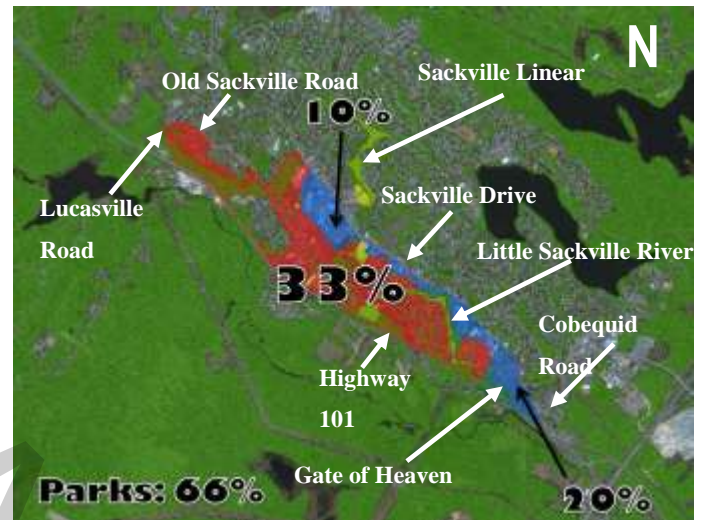 N
Sackville Linear
Old Sackville Road
10%
Lucasville
Road
Sackville Drive
Little Sackville River
33%
Cobequid
Road
Highway
101
Gate of Heaven
Parks: 66%
20%